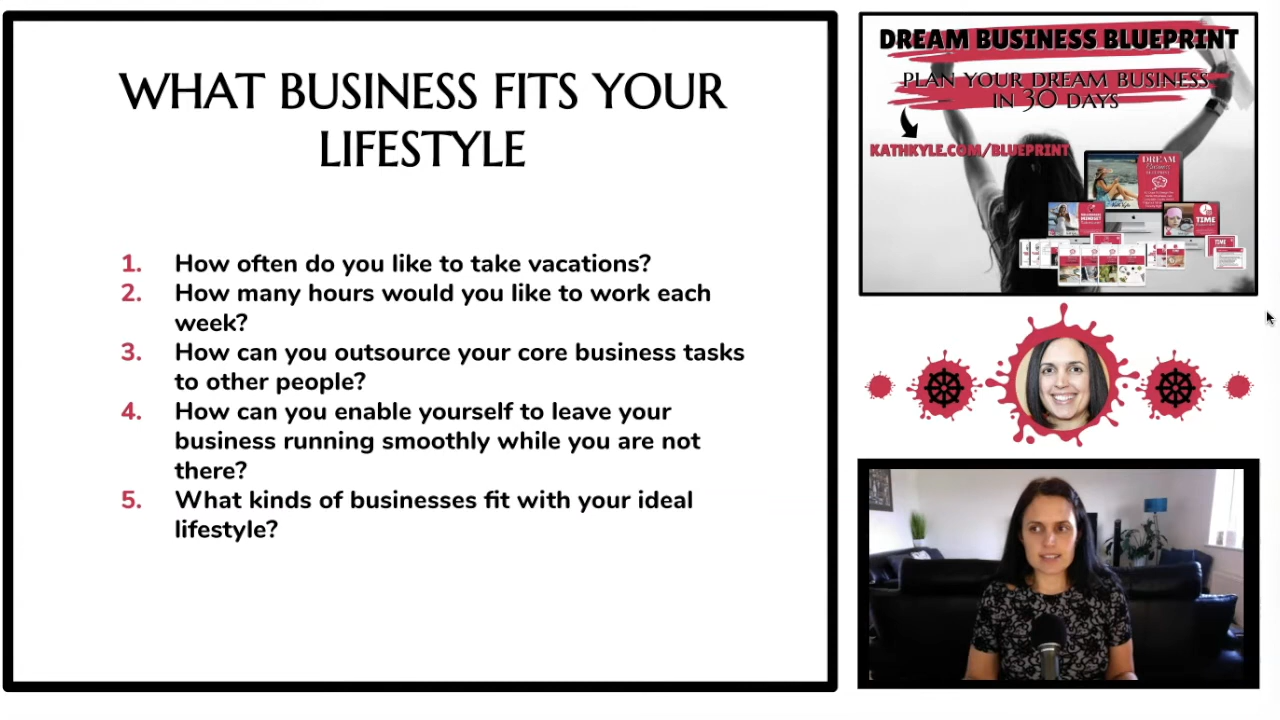 WHAT BUSINESS FITS YOUR
LIFESTYLE
1. How often do you like to take vacations?
2. How many hours would you like to work each
week?
3. How can you outsource your core business tasks
to other people?
4. How can you enable yourself to leave your
business running smoothly while you are not
there?
5. What kinds of businesses fit with your ideal
lifestyle?
DREAM BUSINESS BLUEPRINT
PLAN YOUR DREAM BUSINESS
IN 30 DAYS
KATHKYLE.COM/BLUEPRINT
DREAM
TIME
TIME